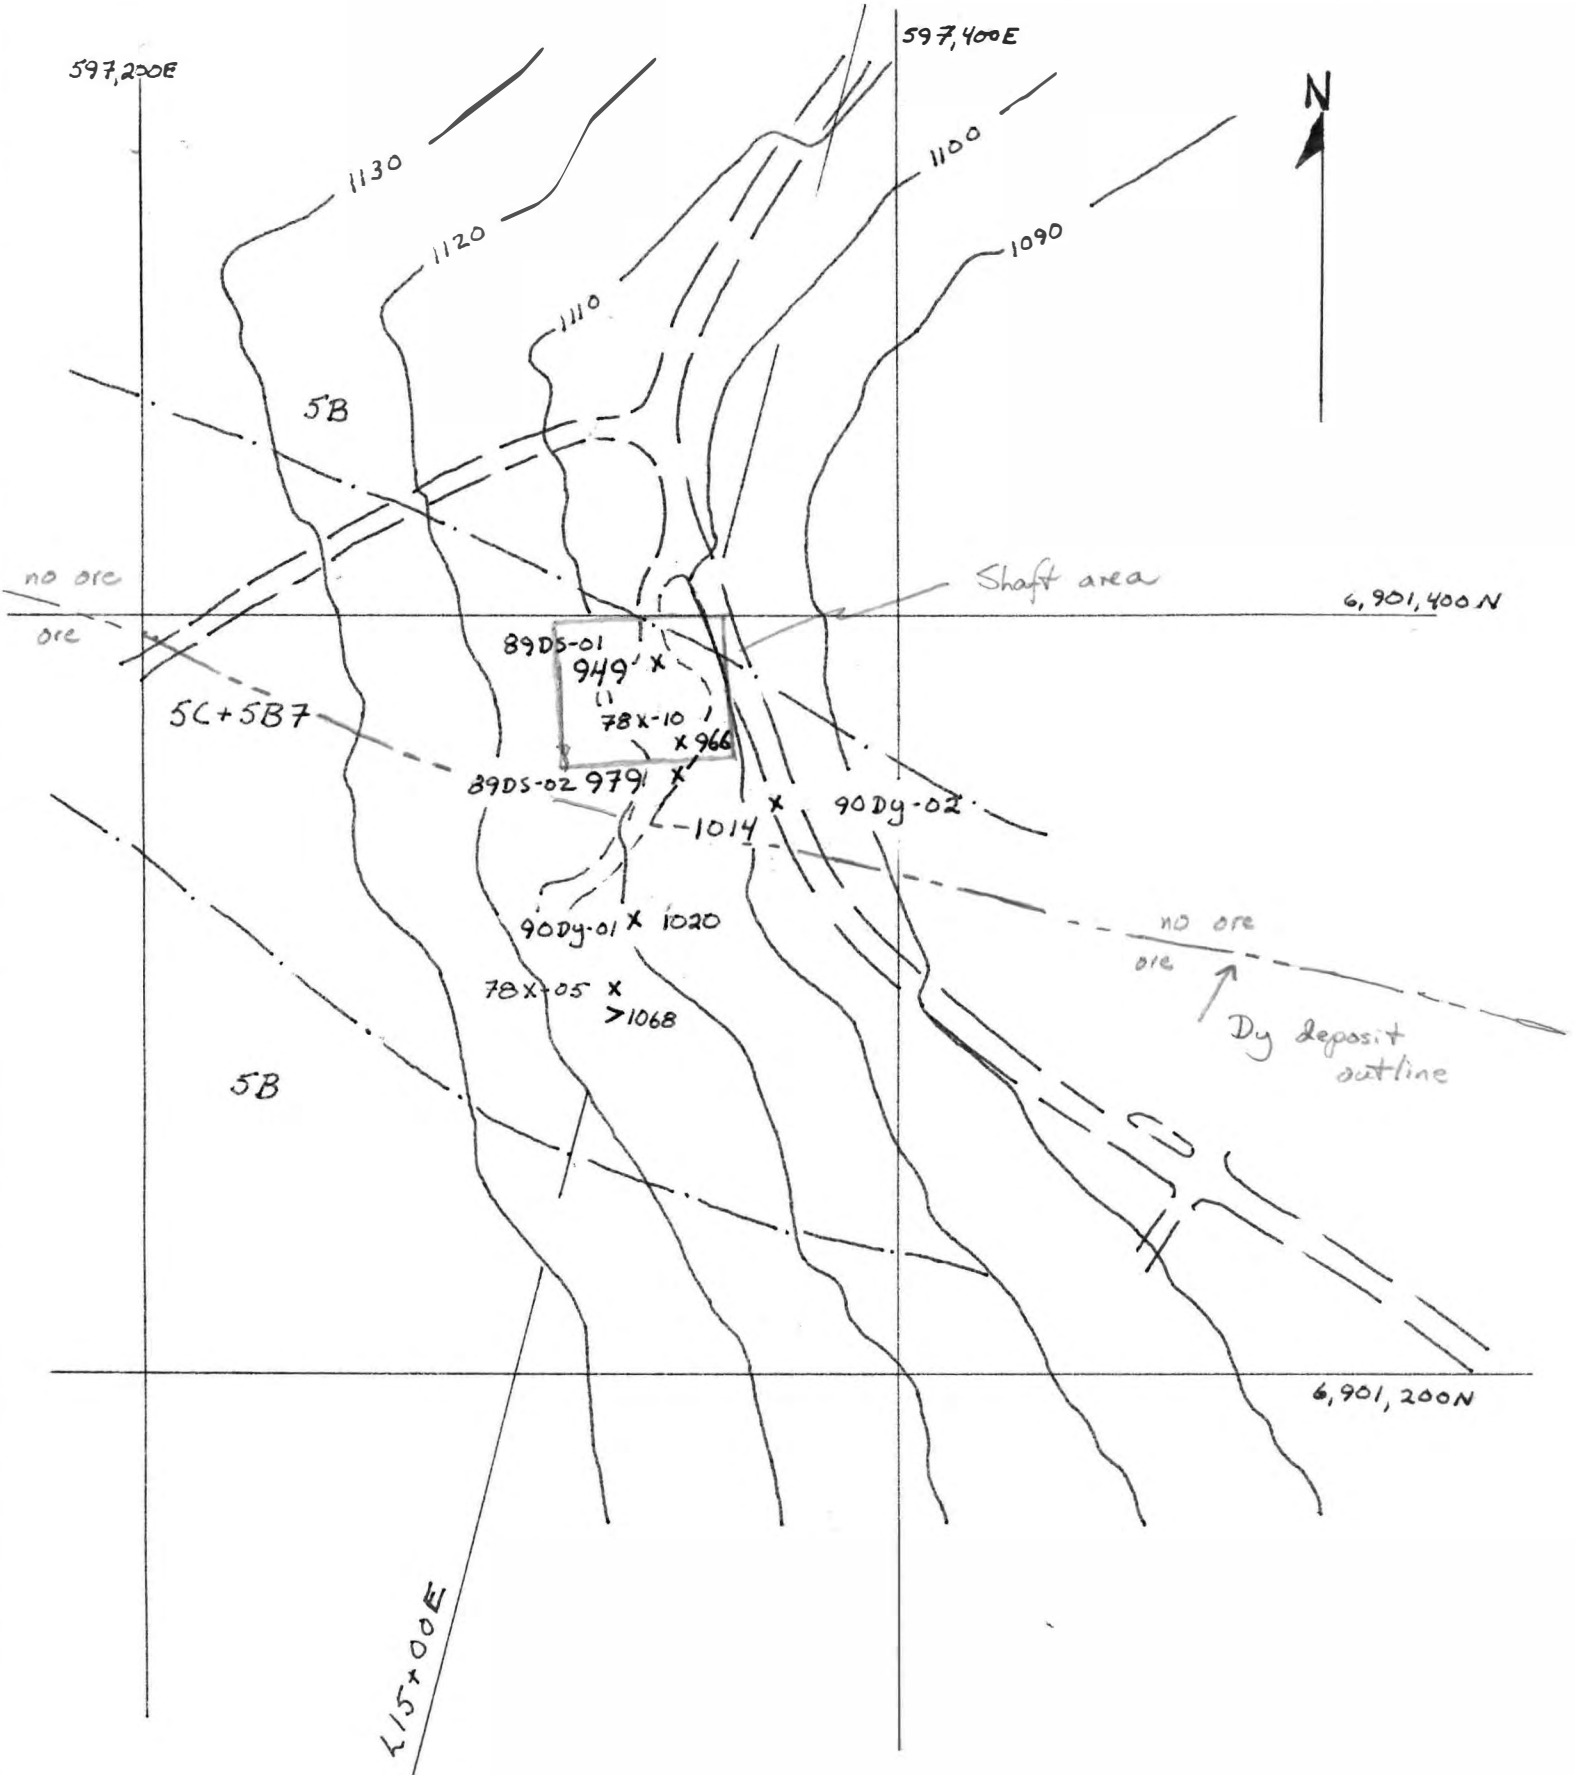 597,400E
597,200E
N
1130
1100
1120
1090
1110
5B
no ore
ore
Shaft area
6,901,400 N
89DS-01
949
5C+5B7
78X-10
966
89DS-02 979
90Dy-02
1014
90Dy-01 1020
no ore
ore
78X-05
>1068
Dy deposit
outline
5B
6,901,200N
L15+00E